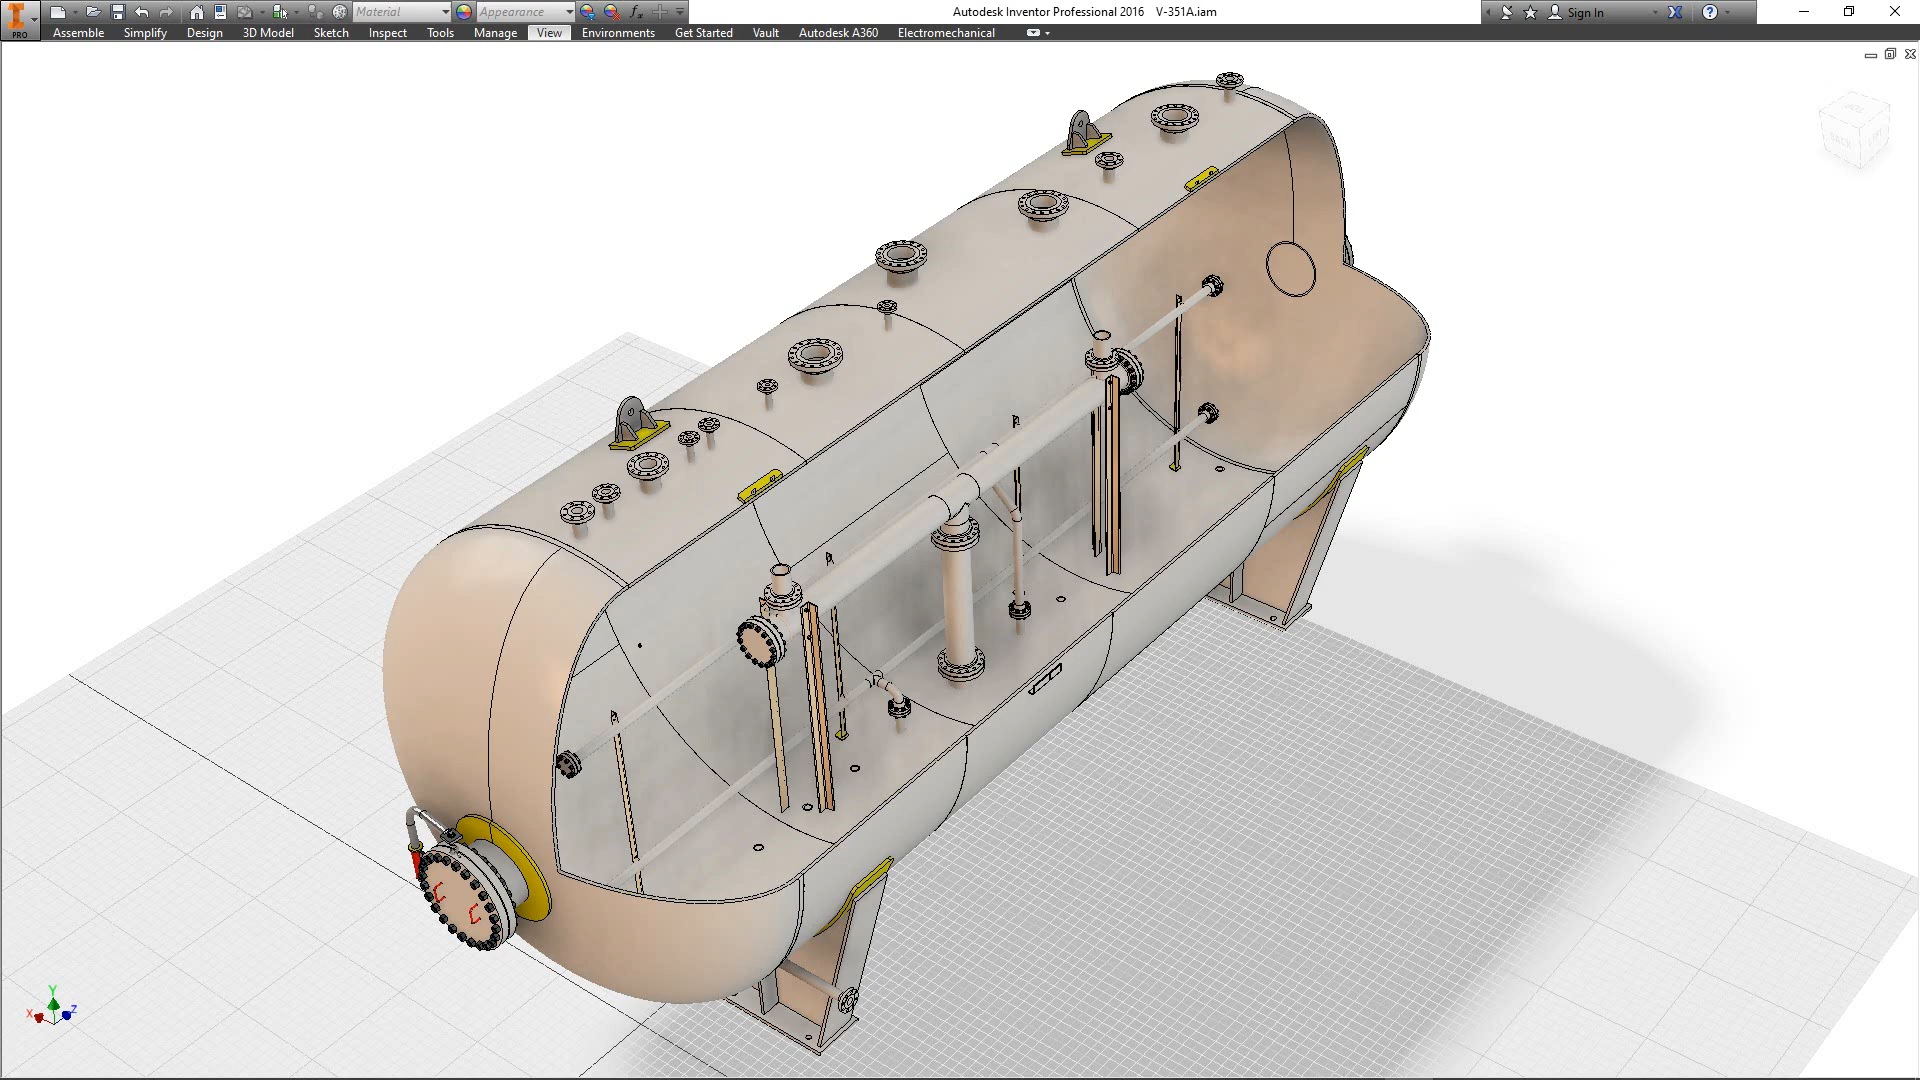 Material
Appearance
Autodesk Inventor Professional 2016 V-351A.iam
Sign In
PRO
Assemble Simplify Design 3D Model Sketch Inspect Tools Manage View Environments Get Started Vault Autodesk A360 Electromechanical
Y
X
Z